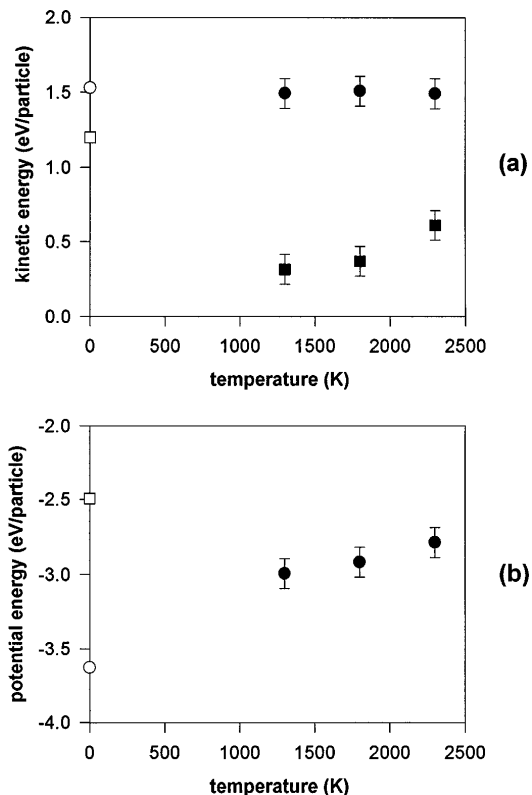 2.0
1.5
1.0
0.5
0.0
kinetic energy (eV/particle)
(a)
0 500 1000 1500 2000 2500
temperature (K)
-2.0
-2.5
-3.0
-3.5
-4.0
potential energy (eV/particle)
(b)
0 500 1000 1500 2000 2500
temperature (K)